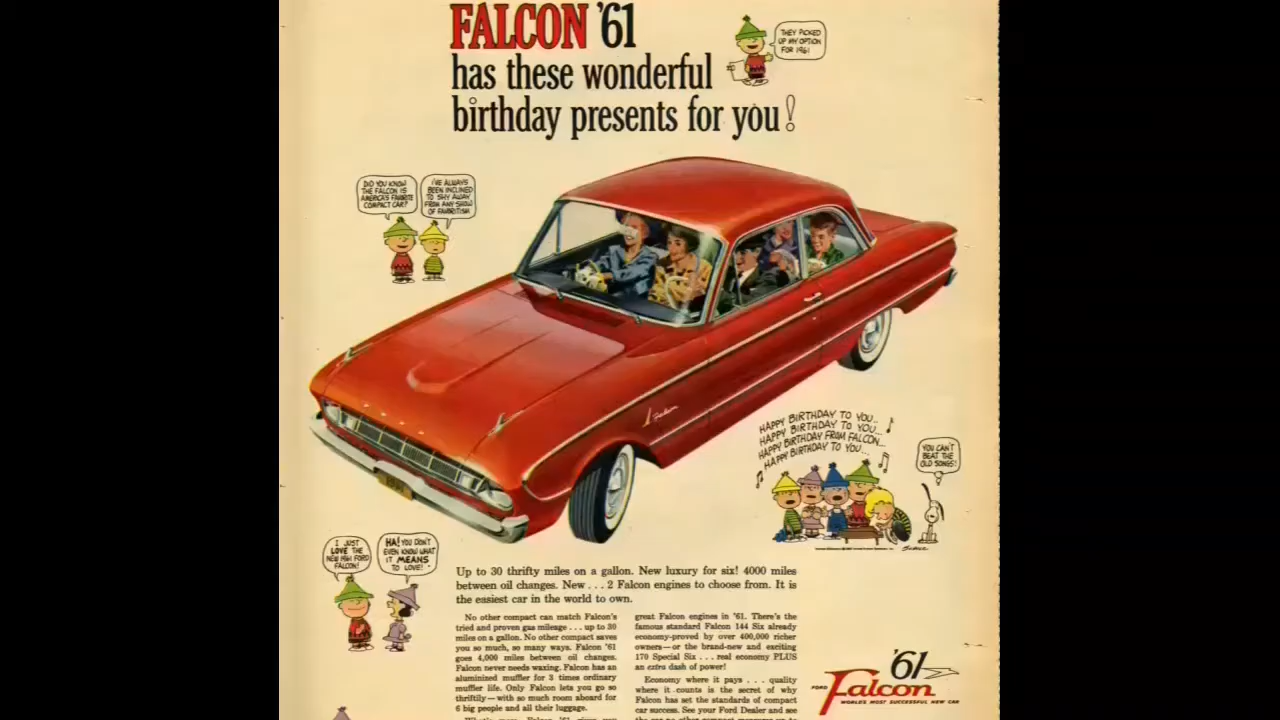 FALCON '61
has these wonderful
birthday presents for you!
THEY PICKED
UP MY OPTION
FOR 1961
DID YOU KNOW
THE FALCON IS
AMERICA'S FAVORITE
COMPACT CAR?
I'VE ALWAYS
BEEN INCLINED
TO SHY AWAY
FROM ANY SHOW
OF FAVORITISM
Falcon
HAPPY BIRTHDAY TO YOU..
HAPPY BIRTHDAY TO YOU...
HAPPY BIRTHDAY FROM FALCON...
HAPPY BIRTHDAY TO YOU...
YOU CAN'T
BEAT THE
OLD SONGS!
I JUST
LOVE THE
NEW 1961 FORD
FALCON!
HA! YOU DON'T
EVEN KNOW WHAT
IT MEANS
TO LOVE!
Up to 30 thrifty miles on a gallon. New luxury for six! 4000 miles
between oil changes. New . . . 2 Falcon engines to choose from. It is
the easiest car in the world to own.
No other compact can match Falcon's
tried and proven gas mileage . . . up to 30
miles on a gallon. No other compact saves
you so much, so many ways. Falcon '61
goes 4,000 miles between oil changes.
Falcon never needs waxing. Falcon has an
aluminized muffler for 3 times ordinary
muffler life. Only Falcon lets you go so
thriftily—with so much room aboard for
6 big people and all their luggage.
great Falcon engines in '61. There's the
famous standard Falcon 144 Six already
economy-proved by over 400,000 richer
owners—or the brand-new and exciting
170 Special Six . . . real economy PLUS
an extra dash of power!
Economy where it pays . . . quality
where it counts is the secret of why
Falcon has set the standards of compact
car success. See your Ford Dealer and see
'61
FORD Falcon
WORLD'S MOST SUCCESSFUL NEW CAR